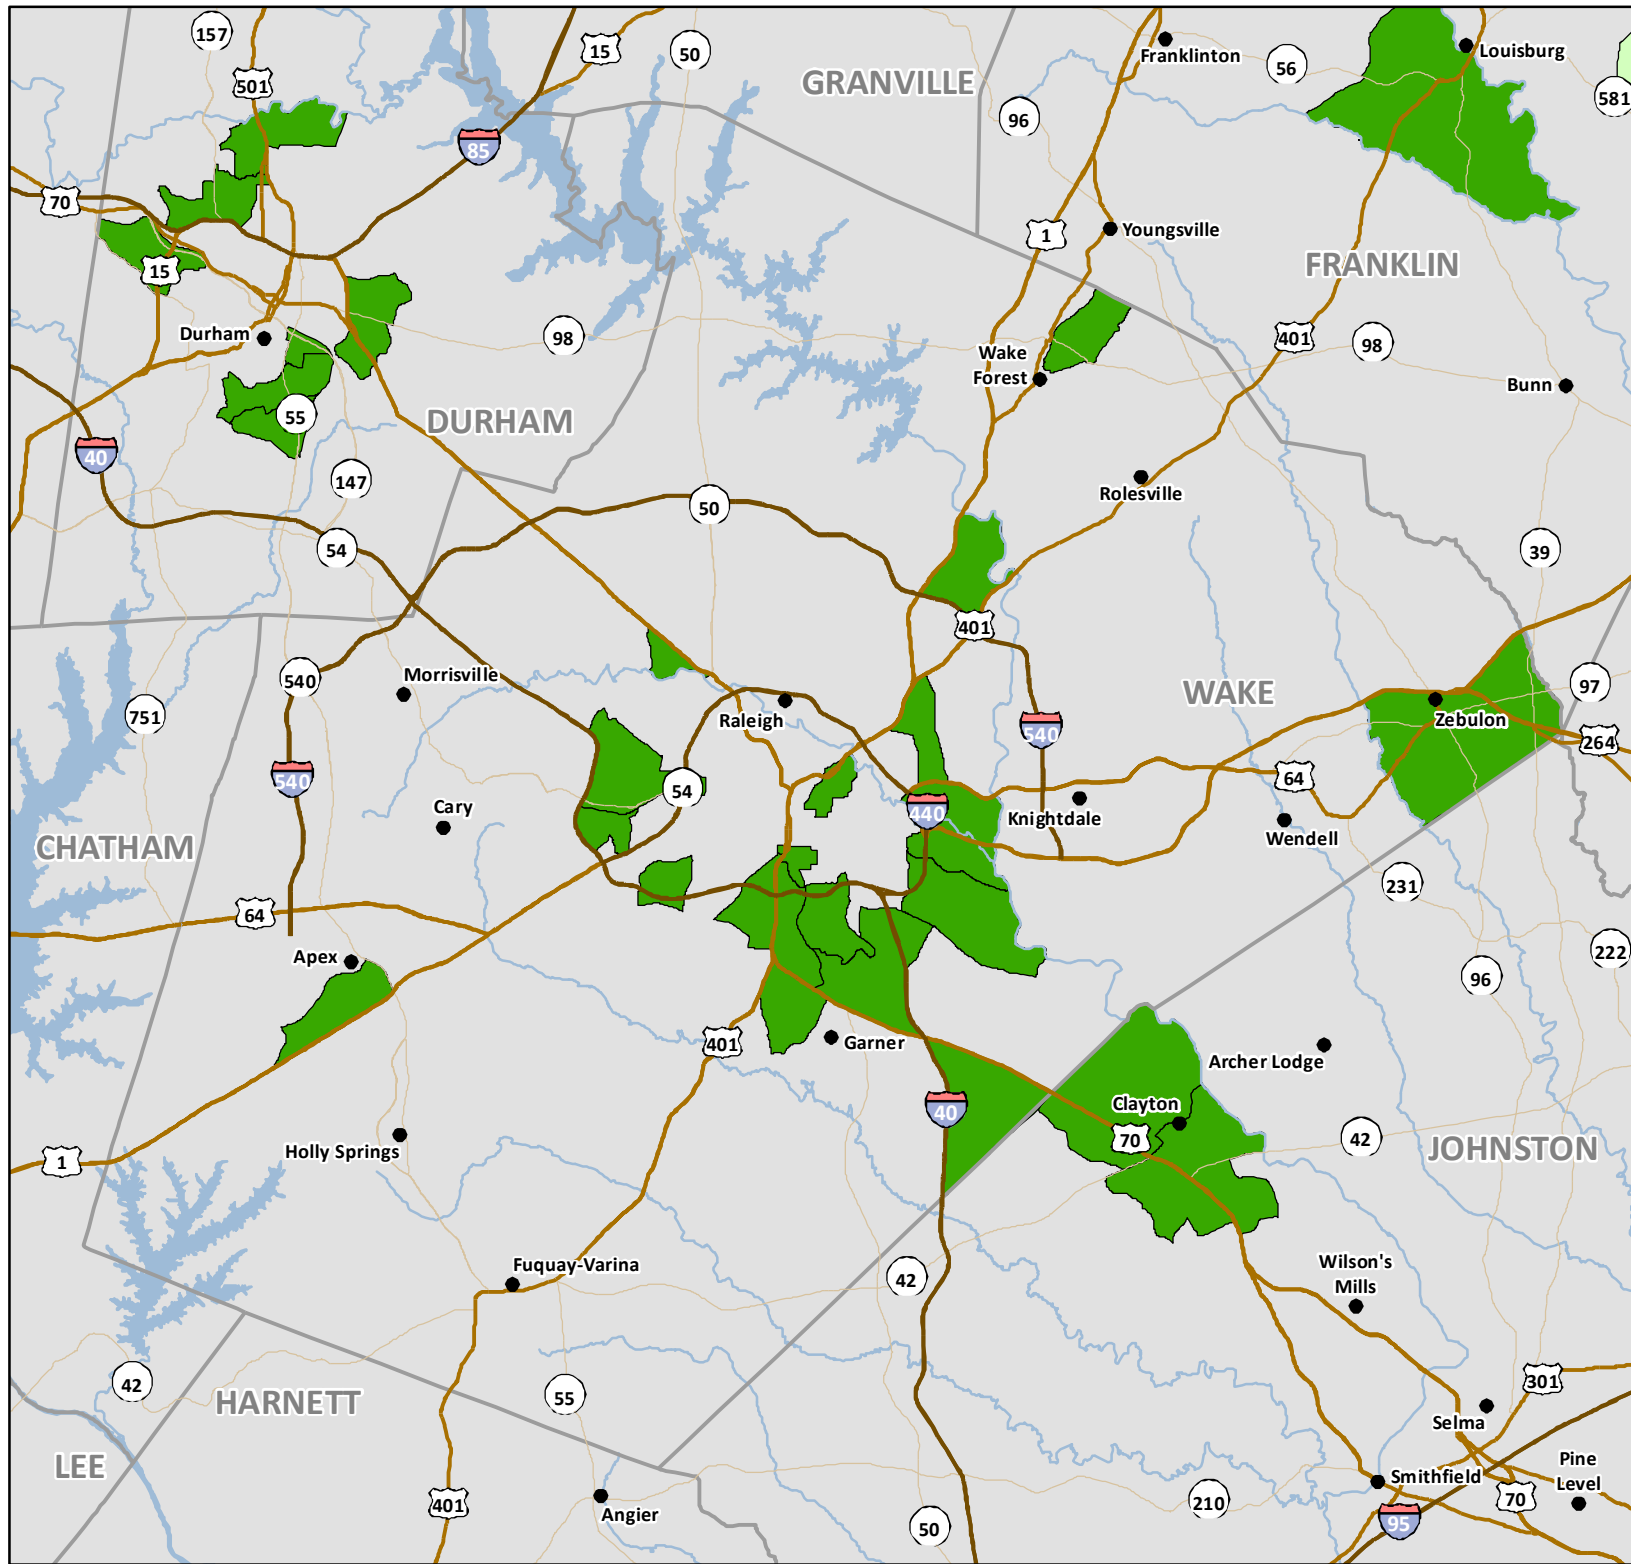 157
15
50
Franklinton
56
Louisburg
501
GRANVILLE
581
96
85
70
1
Youngsville
15
FRANKLIN
Durham
98
401
98
Wake
Forest
Bunn
55
DURHAM
40
147
Rolesville
50
54
39
401
540
Morrisville
97
751
WAKE
Raleigh
Zebulon
540
264
540
64
54
Cary
440
Knightdale
Wendell
CHATHAM
231
64
222
Apex
96
401
Garner
Archer Lodge
40
Clayton
70
42
JOHNSTON
Holly Springs
1
Fuquay-Varina
42
Wilson's
Mills
42
301
HARNETT
55
Selma
LEE
Pine
Level
Smithfield
401
Angier
210
70
50
95